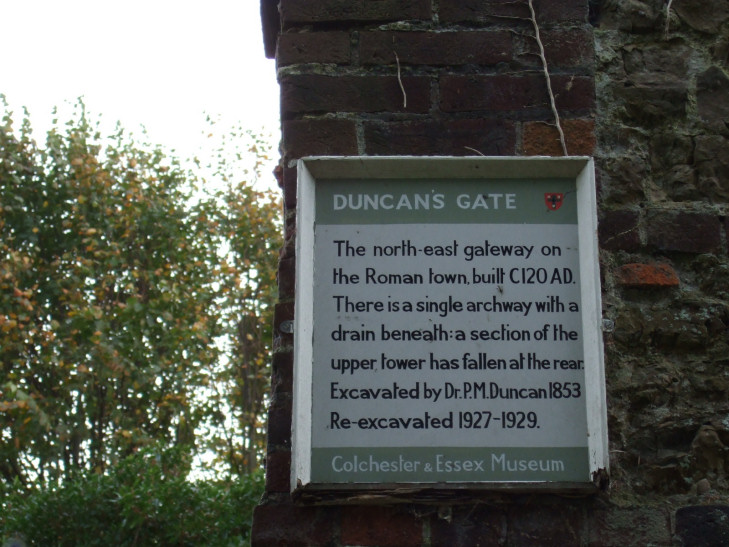 DUNCAN'S GATE
The north-east gateway on
the Roman town, built C120 AD.
There is a single archway with a
drain beneath: a section of the
upper tower has fallen at the rear.
Excavated by Dr. P.M. Duncan 1853
Re-excavated 1927-1929.
Colchester & Essex Museum